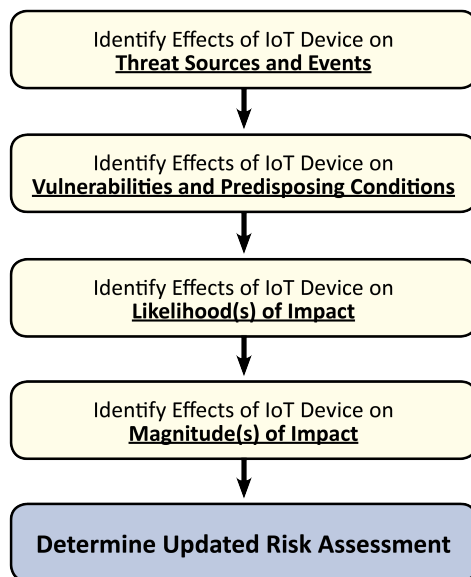 Identify Effects of IoT Device on
Threat Sources and Events
Identify Effects of IoT Device on
Vulnerabilities and Predisposing Conditions
Identify Effects of IoT Device on
Likelihood(s) of Impact
Identify Effects of IoT Device on
Magnitude(s) of Impact
Determine Updated Risk Assessment